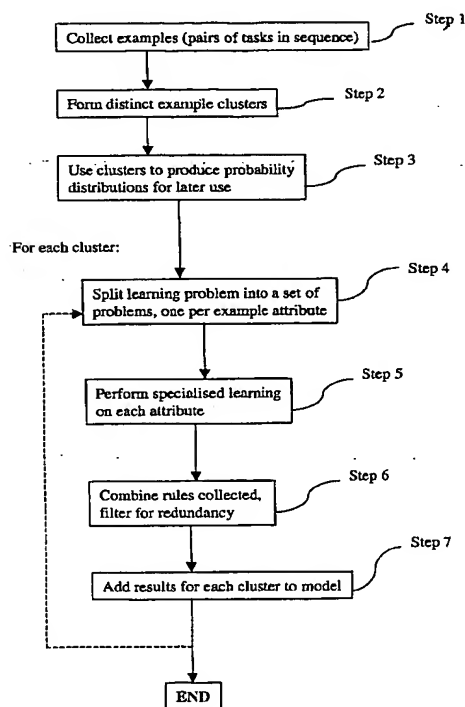 Step 1
Collect examples (pairs of tasks in sequence)
Step 2
Form distinct example clusters
Step 3
Use clusters to produce probability
distributions for later use
For each cluster:
Step 4
Split learning problem into a set of
problems, one per example attribute
Step 5
Perform specialised learning
on each attribute
Step 6
Combine rules collected,
filter for redundancy
Step 7
Add results for each cluster to model
END